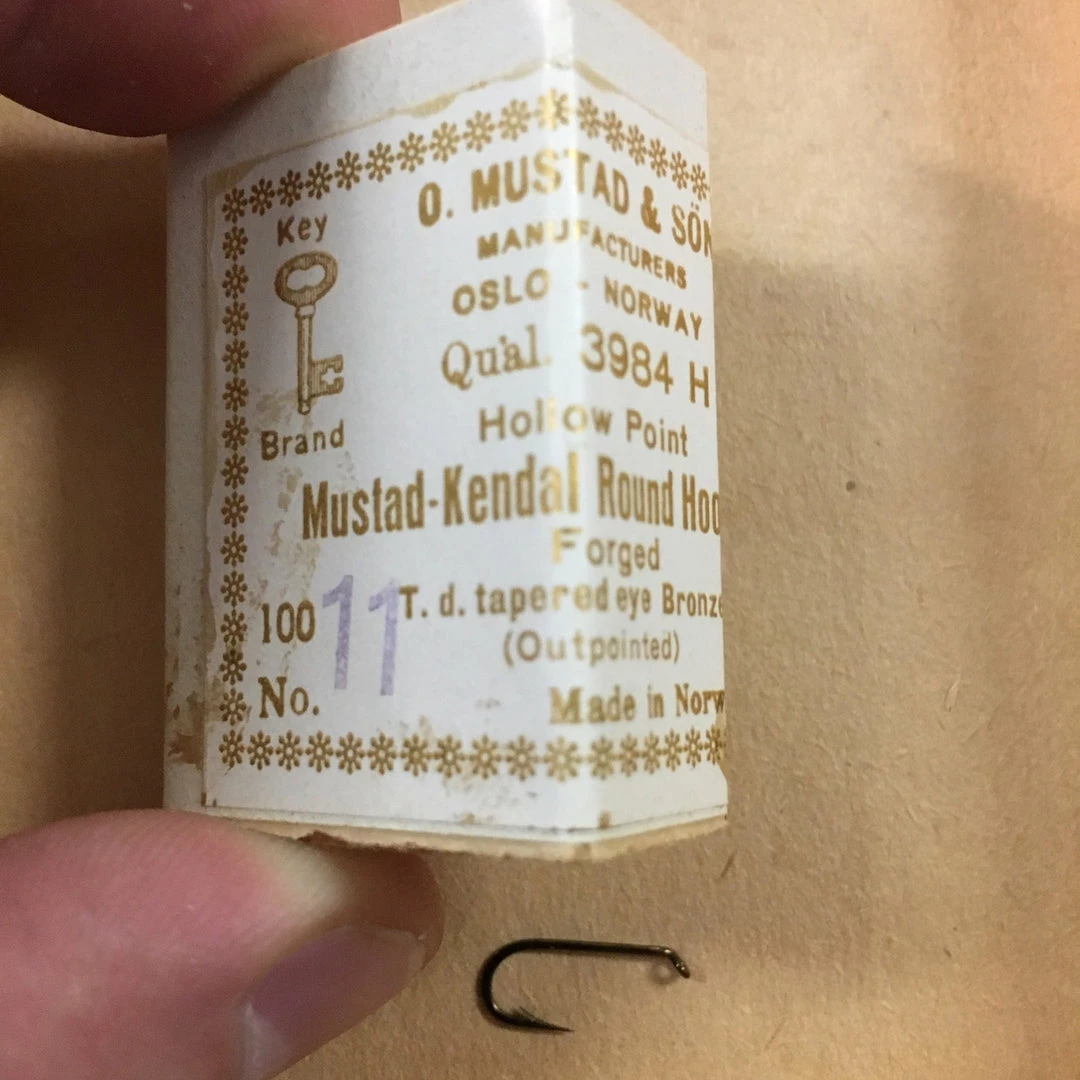 Key
O. MUSTAD & SÖN
MANUFACTURERS
OSLO - NORWAY
Qual. 3984 H
Hollow Point
Brand
Mustad-Kendal Round Hoo
Forged
100 11 T. d. tapered eye Bronze
(Outpointed)
No. Made in Norw